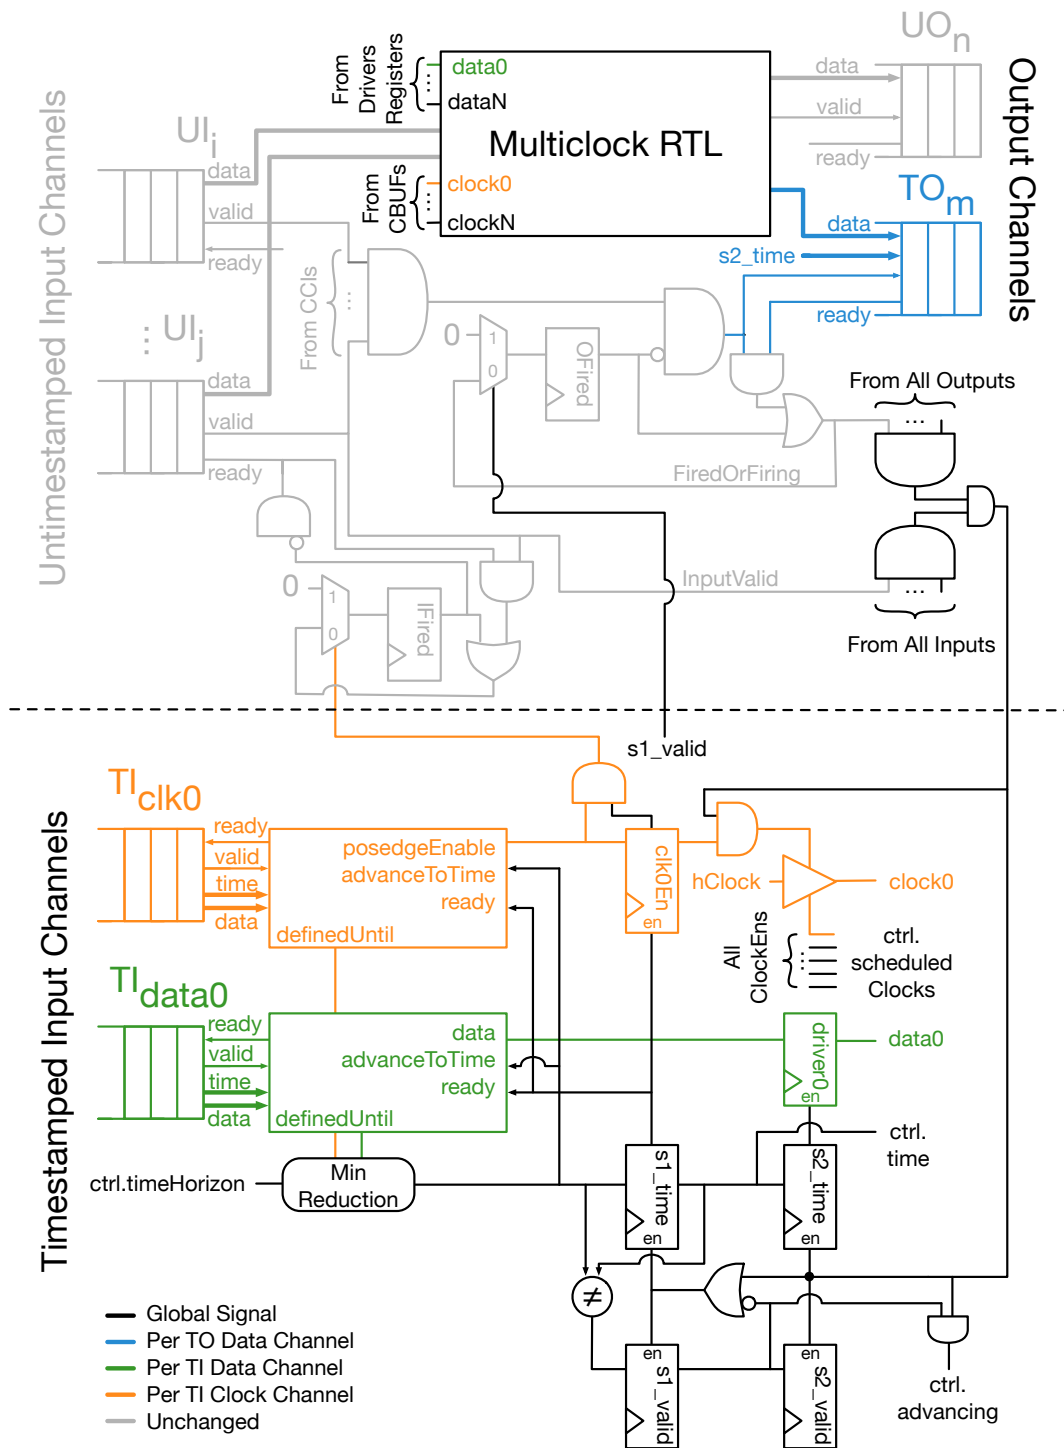 UOn
data
valid
ready
Output Channels
From
Drivers
Registers
data0
dataN
Multiclock RTL
From
CBUFs
clock0
clockN
Untimestamped Input Channels
UIi
data
valid
ready
TOm
data
s2_time
ready
From CCIs
...
⋮ UIj
data
valid
ready
0
1
0
OFired
From All Outputs
...
FiredOrFiring
InputValid
...
From All Inputs
0
1
0
IFired
s1_valid
Timestamped Input Channels
TIclk0
ready
valid
time
data
posedgeEnable
advanceToTime
ready
definedUntil
clk0En
en
hClock
clock0
All
ClockEns
ctrl.
scheduled
Clocks
TIdata0
ready
valid
time
data
data
advanceToTime
ready
definedUntil
driver0
en
data0
ctrl.
time
ctrl.timeHorizon
Min
Reduction
s1_time
en
s2_time
en
≠
en
s1_valid
en
s2_valid
ctrl.
advancing
Global Signal
Per TO Data Channel
Per TI Data Channel
Per TI Clock Channel
Unchanged